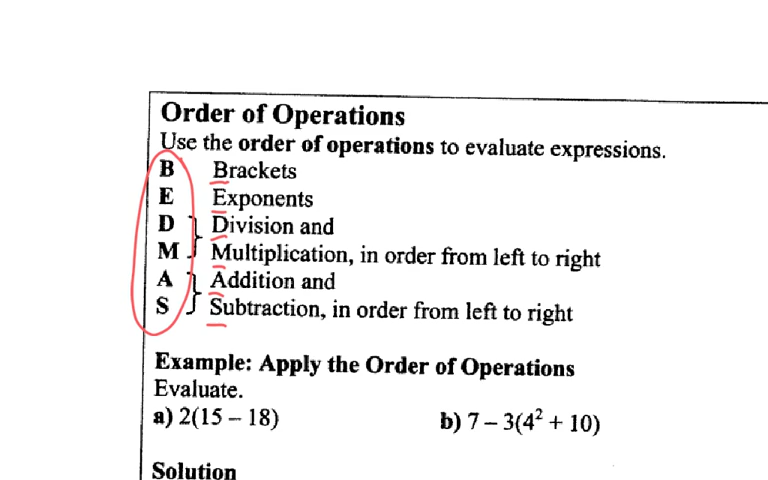 Order of Operations
Use the order of operations to evaluate expressions.
B Brackets
E Exponents
D Division and
M Multiplication, in order from left to right
A Addition and
S Subtraction, in order from left to right
Example: Apply the Order of Operations
Evaluate.
a) 2(15 – 18) b) 7 – 3(4² + 10)
Solution